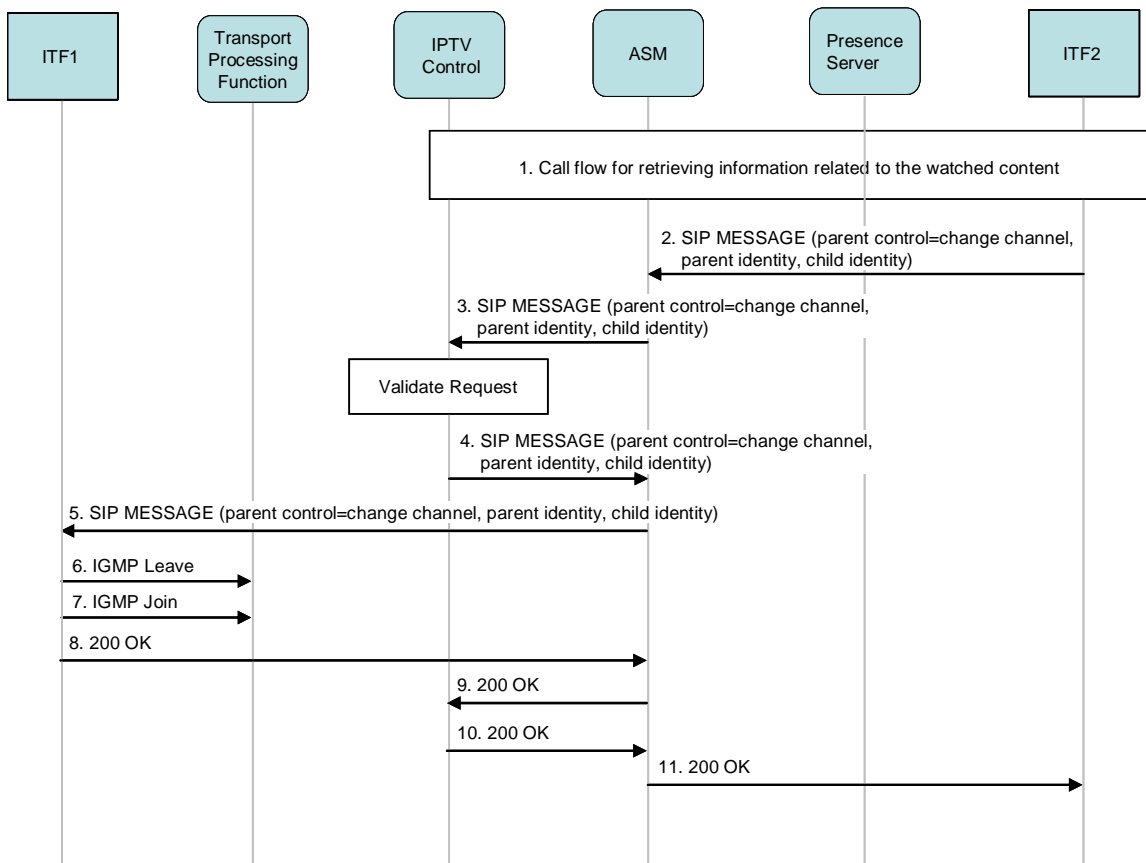 ITF1
Transport
Processing
Function
IPTV
Control
ASM
Presence
Server
ITF2
1. Call flow for retrieving information related to the watched content
2. SIP MESSAGE (parent control=change channel,
parent identity, child identity)
3. SIP MESSAGE (parent control=change channel,
parent identity, child identity)
Validate Request
4. SIP MESSAGE (parent control=change channel,
parent identity, child identity)
5. SIP MESSAGE (parent control=change channel, parent identity, child identity)
6. IGMP Leave
7. IGMP Join
8. 200 OK
9. 200 OK
10. 200 OK
11. 200 OK